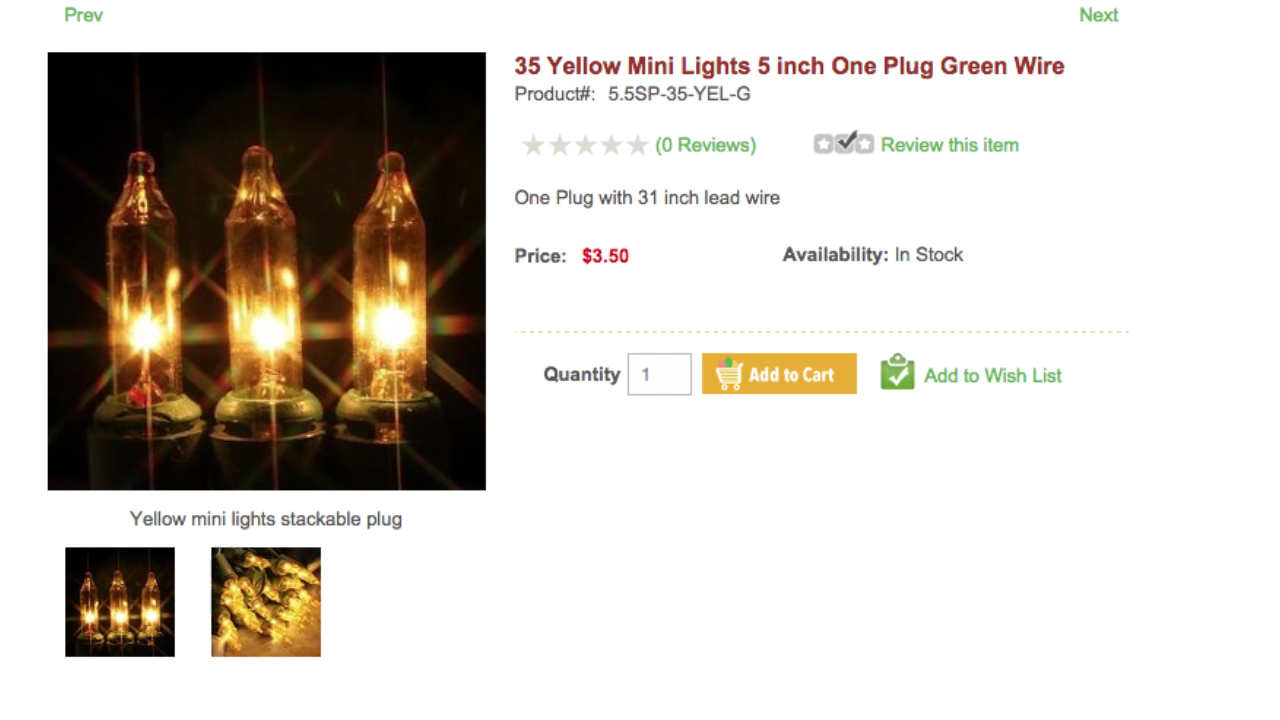 Prev
Next
35 Yellow Mini Lights 5 inch One Plug Green Wire
Product#: 5.5SP-35-YEL-G
(0 Reviews)
Review this item
One Plug with 31 inch lead wire
Price: $3.50
Availability: In Stock
Quantity 1 Add to Cart Add to Wish List
Yellow mini lights stackable plug